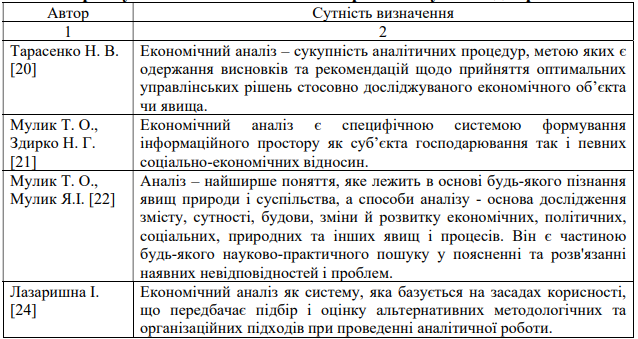 Автор Сутність визначення
1 2
Тарасенко Н. В. [20]
Економічний аналіз – сукупність аналітичних процедур, метою яких є
одержання висновків та рекомендацій щодо прийняття оптимальних
управлінських рішень стосовно досліджуваного економічного об’єкта
чи явища.
Мулик Т. О.,
Здирко Н. Г.
[21]
Економічний аналіз є специфічною системою формування
інформаційного простору як суб’єкта господарювання так і певних
соціально-економічних відносин.
Мулик Т. О.,
Мулик Я.І. [22]
Аналіз – найширше поняття, яке лежить в основі будь-якого пізнання
явищ природи і суспільства, а способи аналізу - основа дослідження
змісту, сутності, будови, зміни й розвитку економічних, політичних,
соціальних, природних та інших явищ і процесів. Він є частиною
будь-якого науково-практичного пошуку у поясненні та розв'язанні
наявних невідповідностей і проблем.
Лазаришна І.
[24]
Економічний аналіз як систему, яка базується на засадах корисності,
що передбачає підбір і оцінку альтернативних методологічних та
організаційних підходів при проведенні аналітичної роботи.